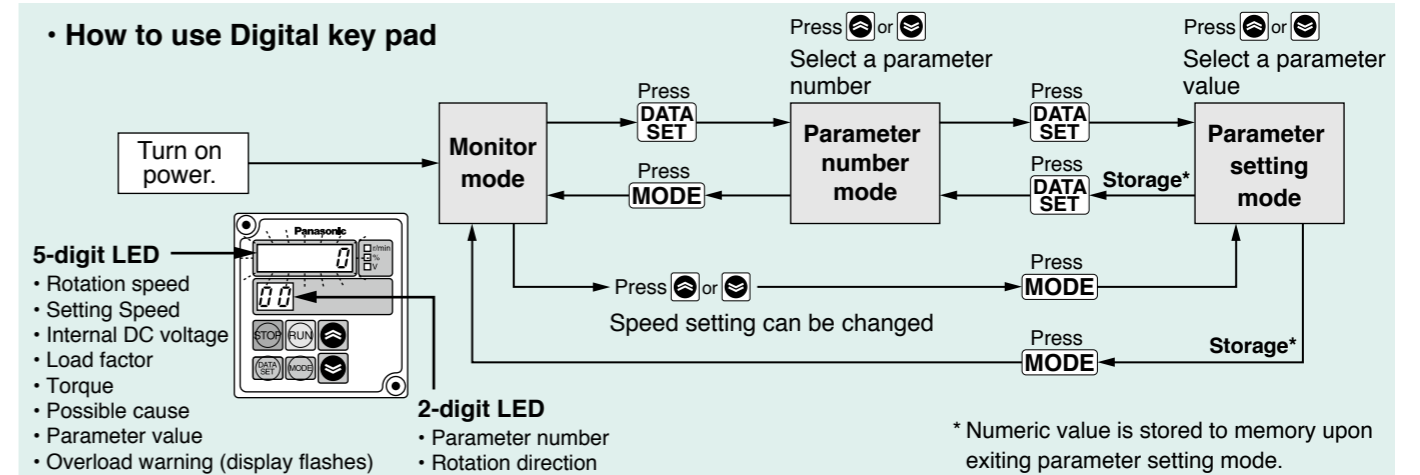 ・How to use Digital key pad
Press or
Select a parameter
number
Press or
Select a parameter
value
Turn on
power.
Monitor
mode
Press
DATA
SET
Press
MODE
Parameter
number
mode
Press
DATA
SET
Press
DATA
SET
Storage*
Parameter
setting
mode
Press or
Speed setting can be changed
Press
MODE
Press
MODE
Storage*
Panasonic
0
r/min
%
V
00
STOP
RUN
DATA
SET
MODE
5-digit LED
・Rotation speed
・Setting Speed
・Internal DC voltage
・Load factor
・Torque
・Possible cause
・Parameter value
・Overload warning (display flashes)
2-digit LED
・Parameter number
・Rotation direction
* Numeric value is stored to memory upon
exiting parameter setting mode.